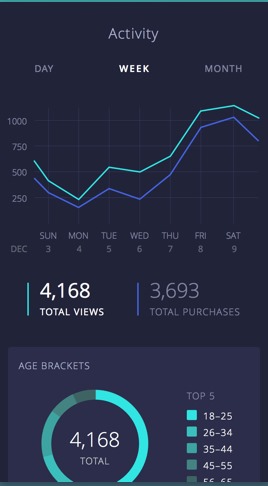 Activity
DAY WEEK MONTH
1000
750
500
250
SUN MON TUE WED THU FRI SAT
DEC 3 4 5 6 7 8 9
4,168 3,693
TOTAL VIEWS TOTAL PURCHASES
AGE BRACKETS
TOP 5
18-25
4,168 26-34
TOTAL 35-44
45-55
56-65